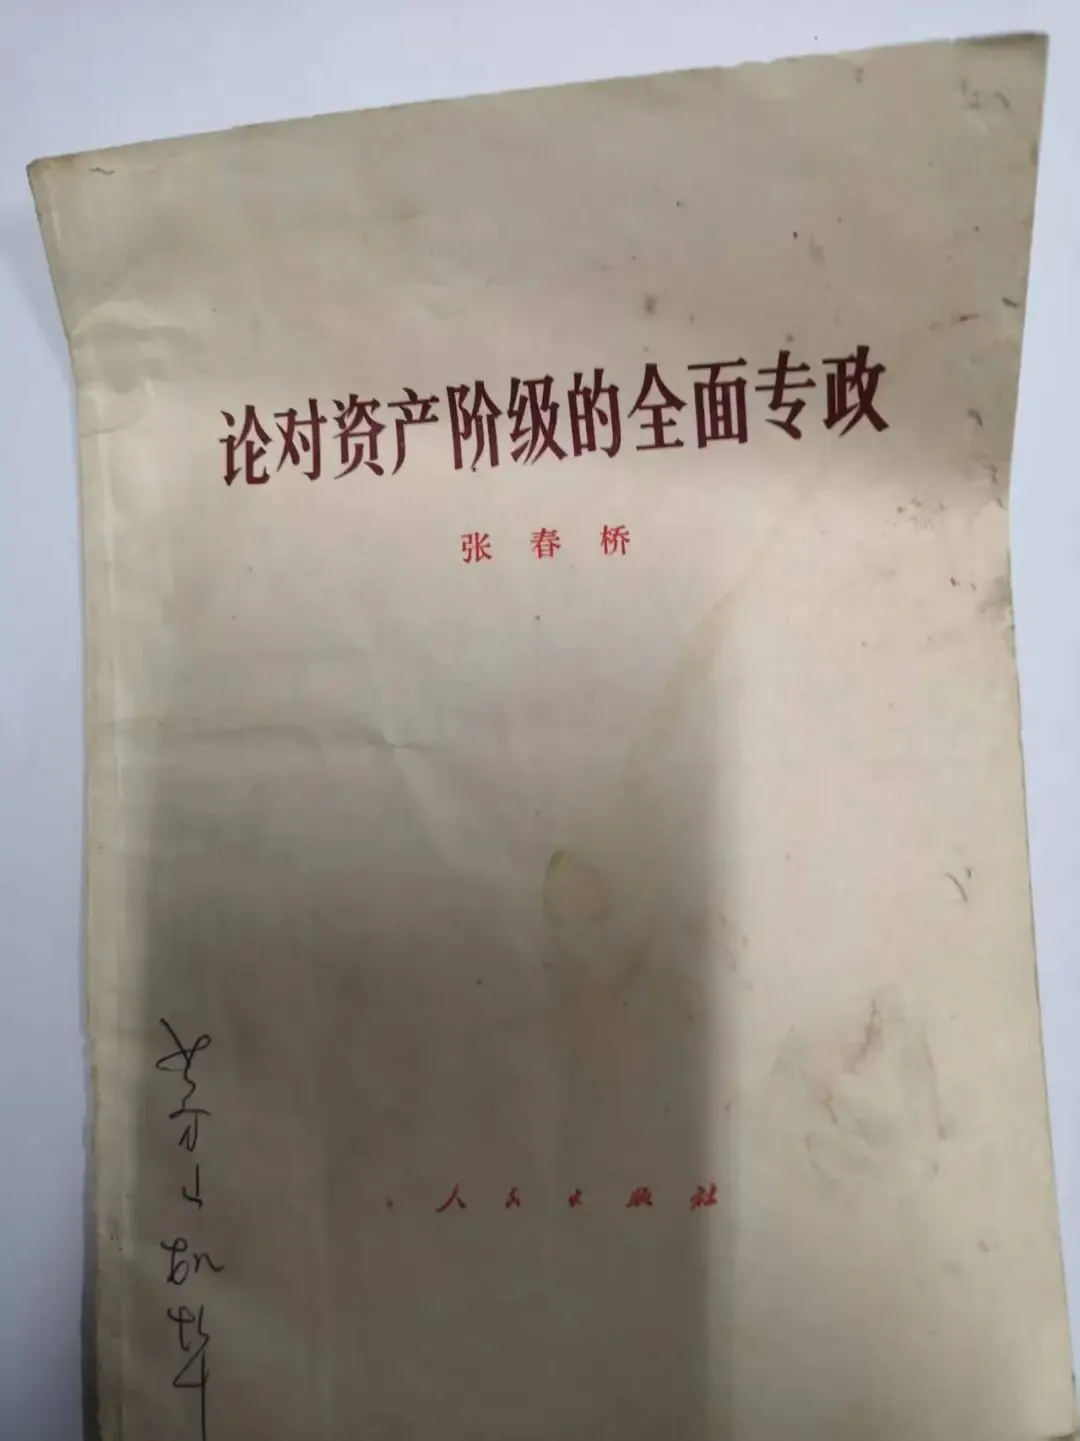 论对资产阶级的全面专政
张春桥
人民出版社